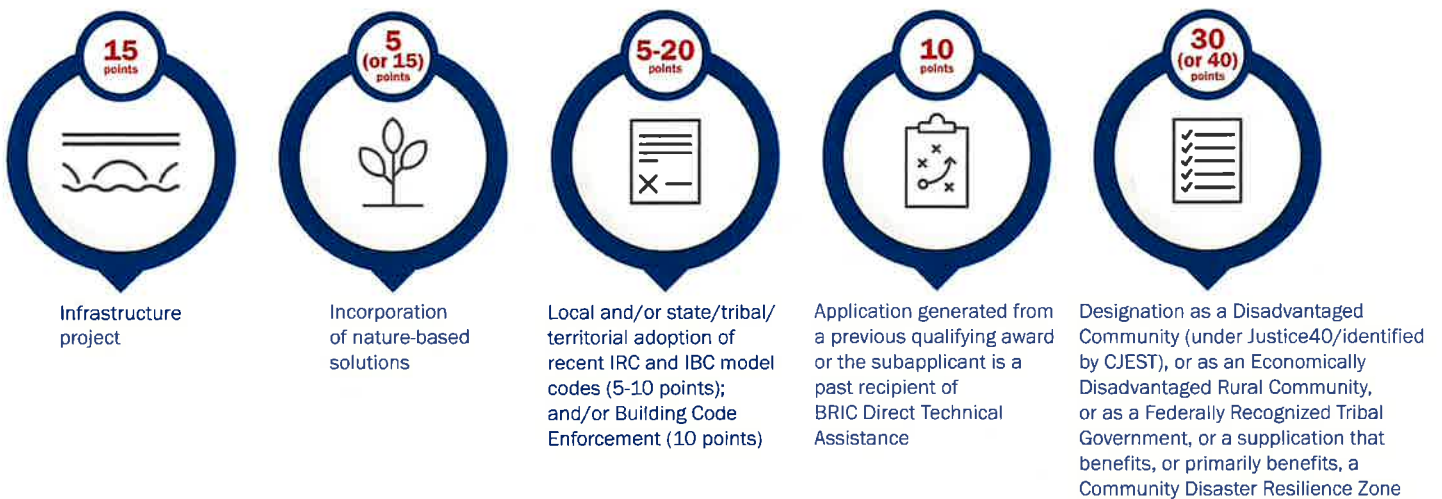 15
points
Infrastructure
project
5
(or 15)
points
Incorporation
of nature-based
solutions
5-20
points
Local and/or state/tribal/
territorial adoption of
recent IRC and IBC model
codes (5-10 points);
and/or Building Code
Enforcement (10 points)
10
points
Application generated from
a previous qualifying award
or the subapplicant is a
past recipient of
BRIC Direct Technical
Assistance
30
(or 40)
points
Designation as a Disadvantaged
Community (under Justice40/identified
by CJEST), or as an Economically
Disadvantaged Rural Community,
or as a Federally Recognized Tribal
Government, or a supplication that
benefits, or primarily benefits, a
Community Disaster Resilience Zone